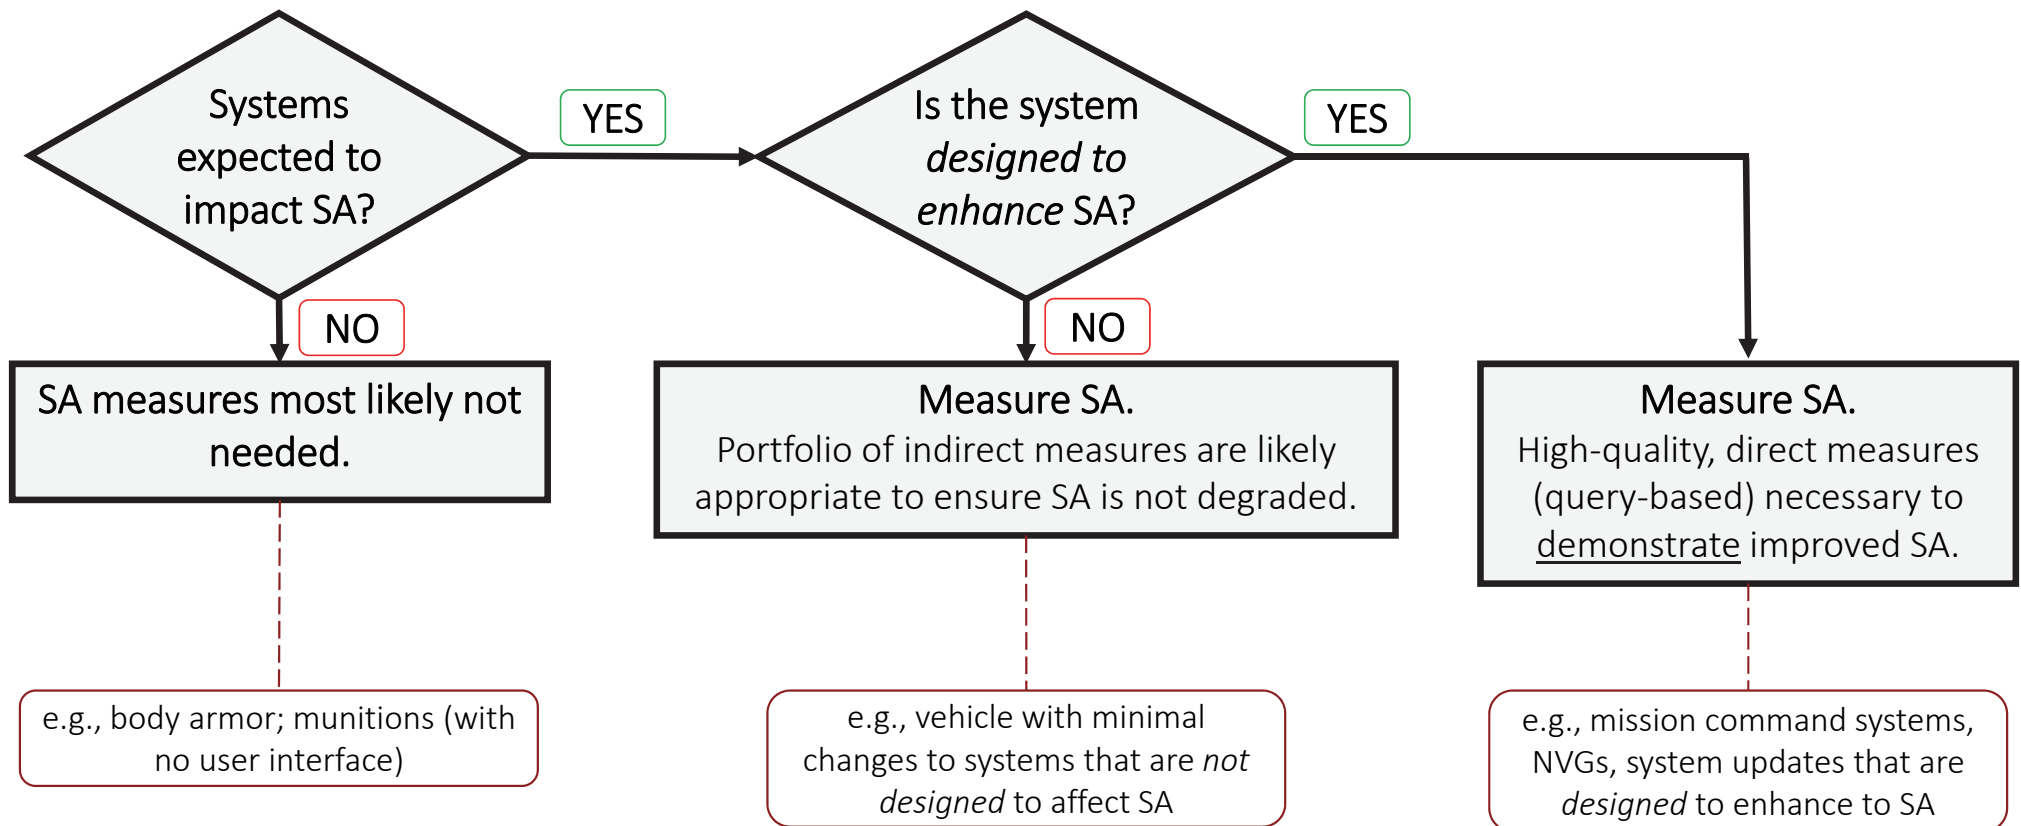 Systems
expected to
impact SA?
YES
Is the system
designed to
enhance SA?
YES
NO
NO
SA measures most likely not
needed.
Measure SA.
Portfolio of indirect measures are likely
appropriate to ensure SA is not degraded.
Measure SA.
High-quality, direct measures
(query-based) necessary to
demonstrate improved SA.
e.g., body armor; munitions (with
no user interface)
e.g., vehicle with minimal
changes to systems that are not
designed to affect SA
e.g., mission command systems,
NVGs, system updates that are
designed to enhance to SA